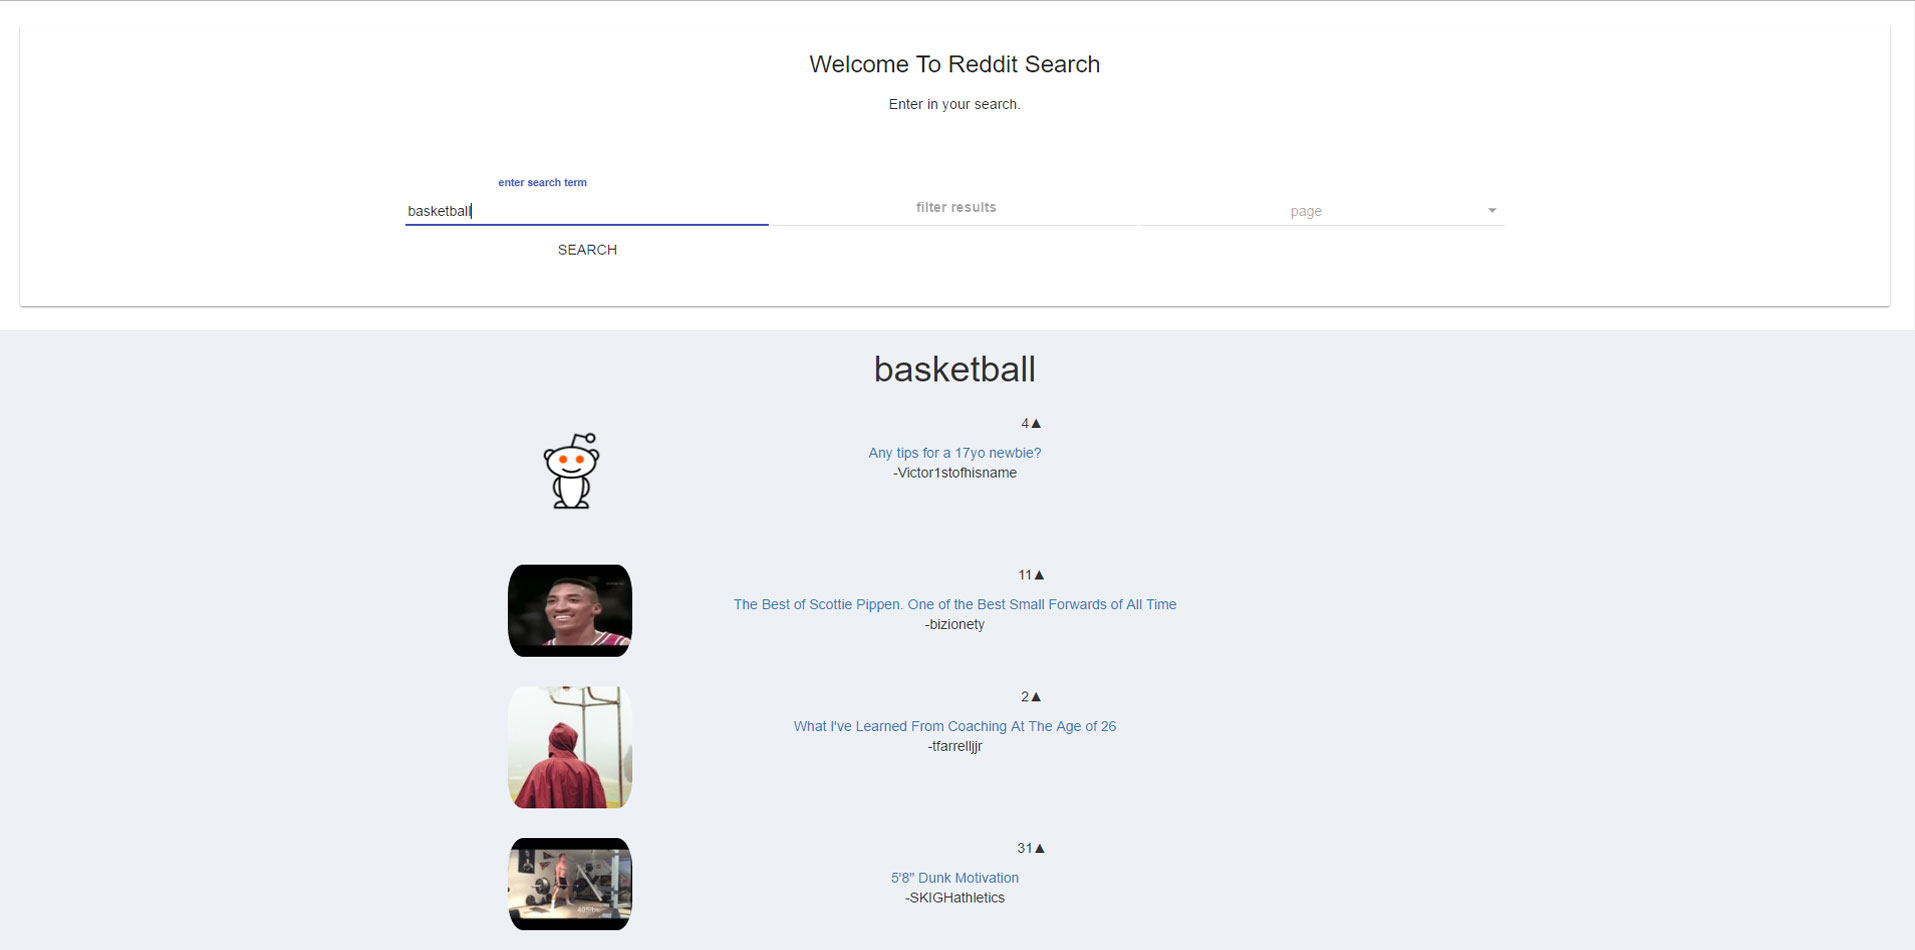 Welcome To Reddit Search
Enter in your search.
enter search term
basketball
filter results
page
SEARCH
basketball
4▲
Any tips for a 17yo newbie?
-Victor1stofhisname
11▲
The Best of Scottie Pippen. One of the Best Small Forwards of All Time
-bizionety
2▲
What I've Learned From Coaching At The Age of 26
-tfarrelljjr
31▲
5'8" Dunk Motivation
-SKIGHathletics